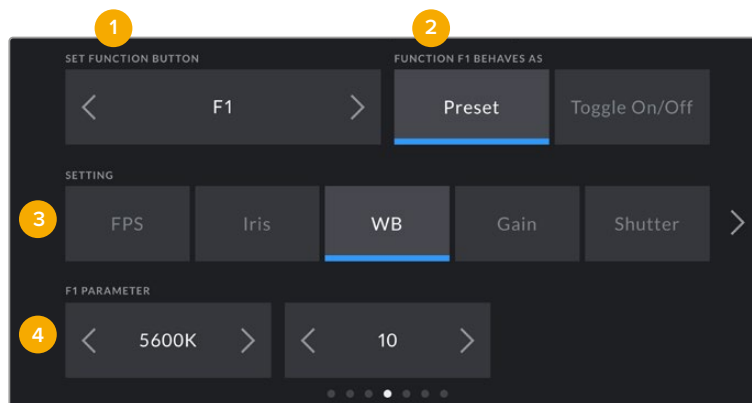 1
2
SET FUNCTION BUTTON
FUNCTION F1 BEHAVES AS
F1
Preset
Toggle On/Off
SETTING
3
FPS
Iris
WB
Gain
Shutter
F1 PARAMETER
4
5600K
10